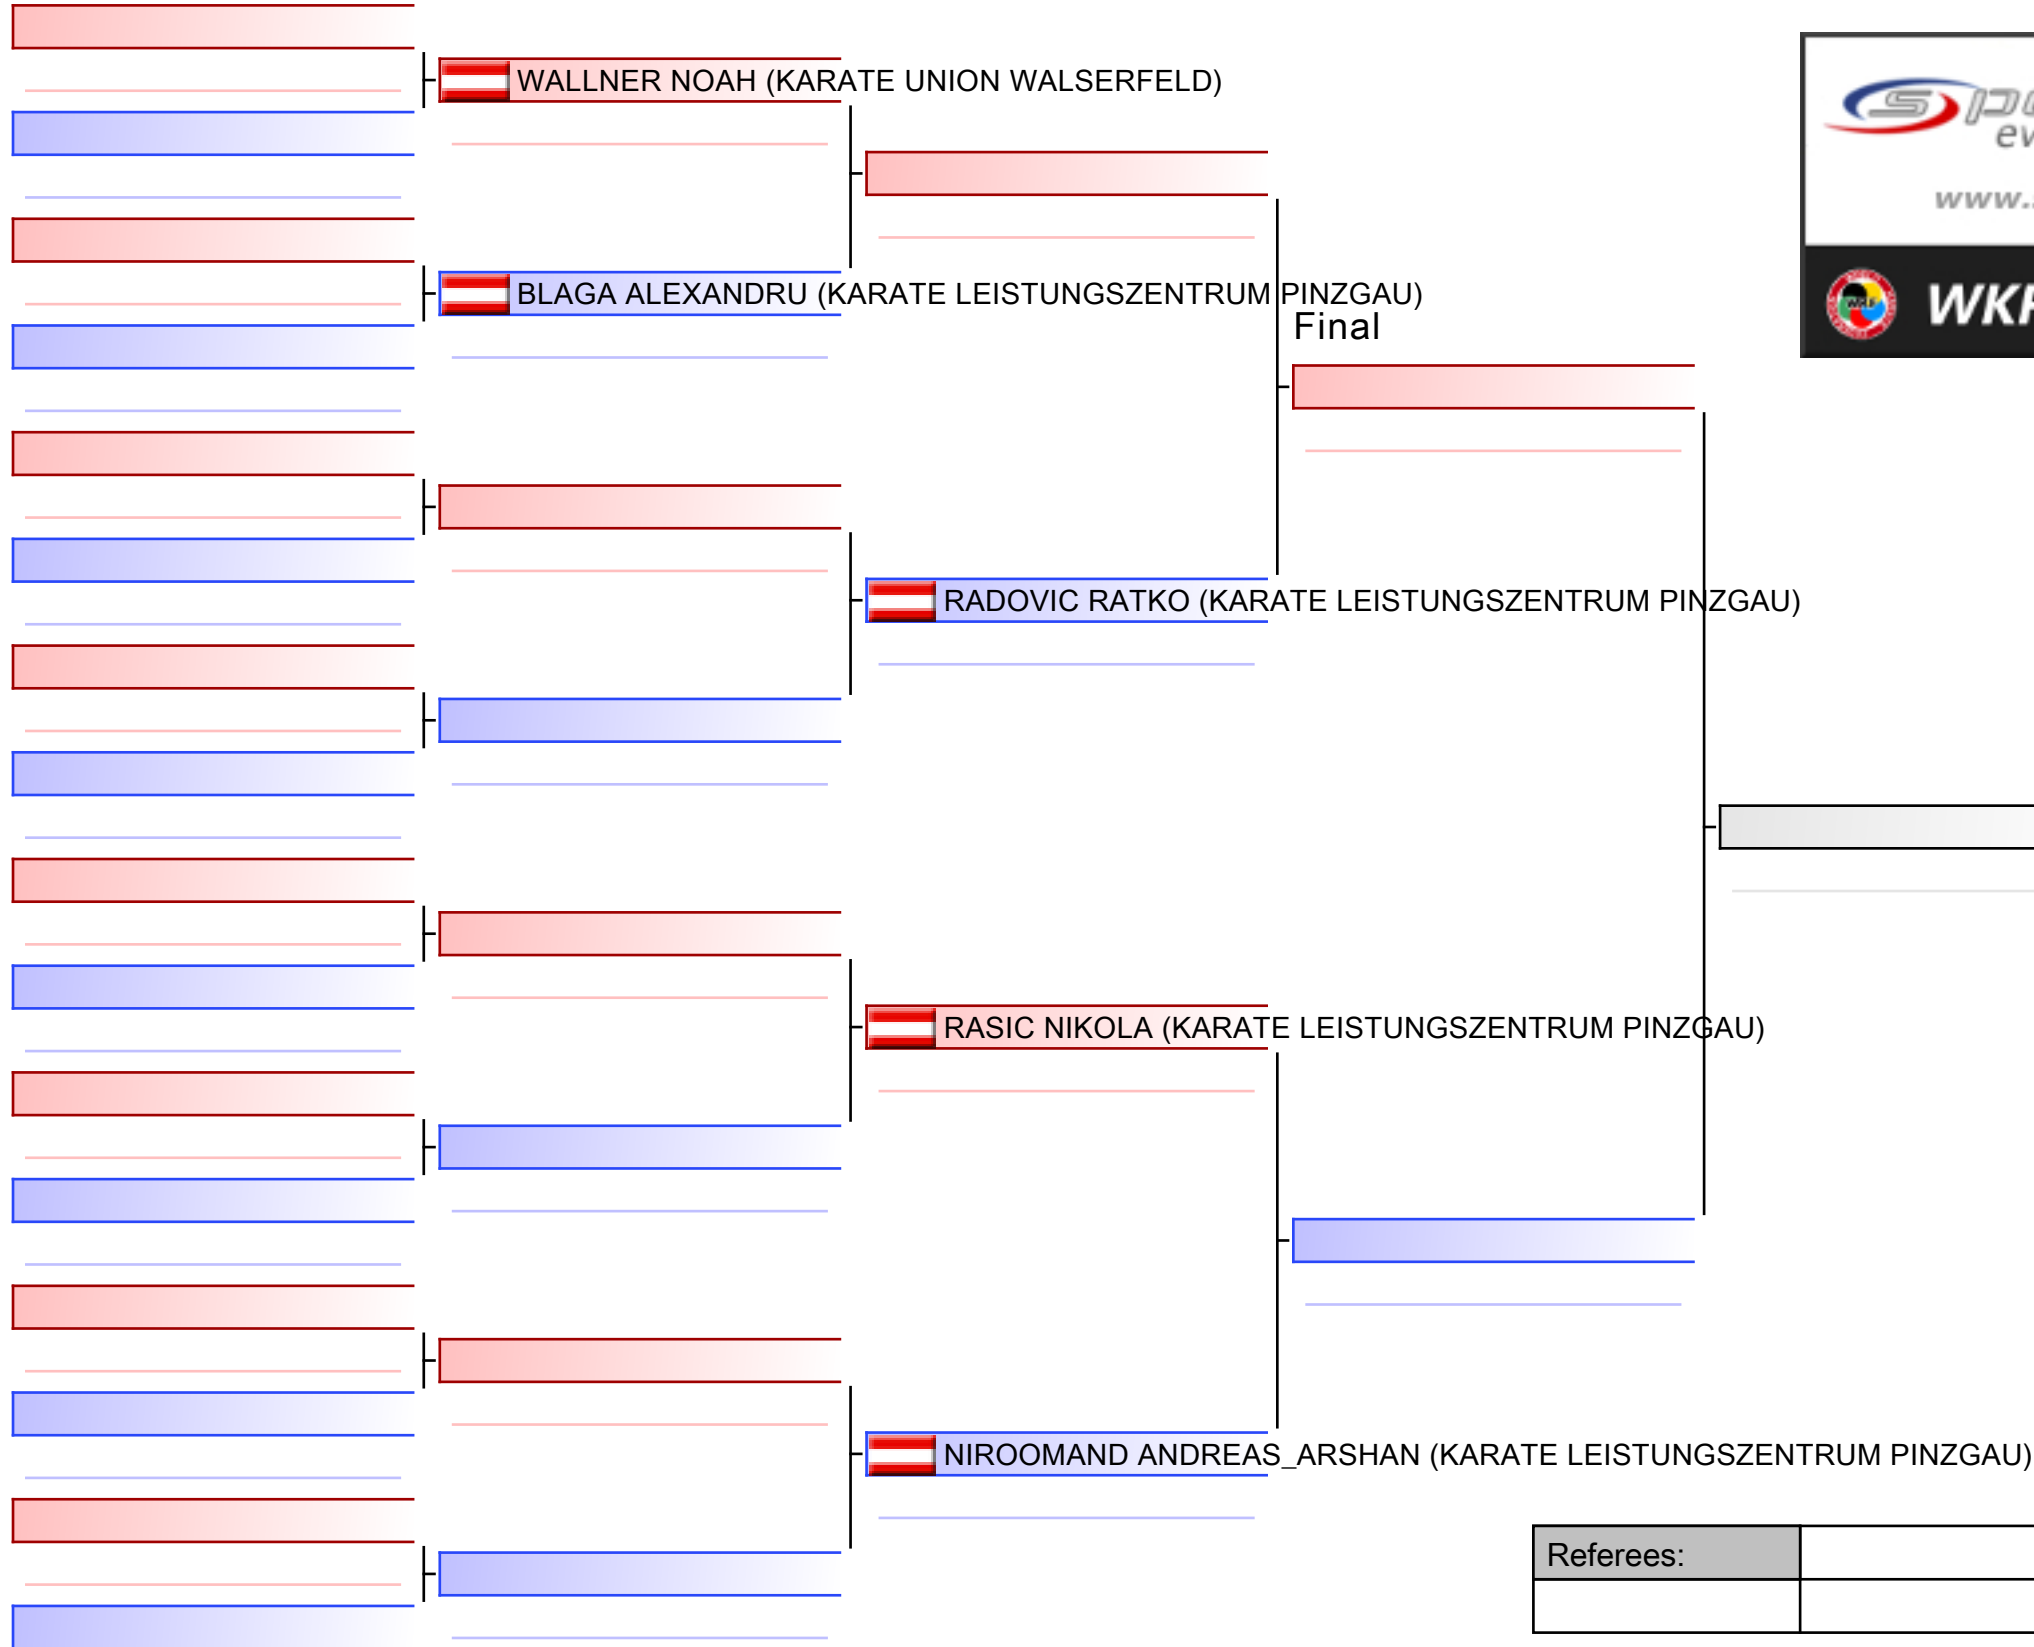 WALLNER NOAH (KARATE UNION WALSERFELD)
BLAGA ALEXANDRU (KARATE LEISTUNGSZENTRUM PINZGAU)
Final
RADOVIC RATKO (KARATE LEISTUNGSZENTRUM PINZGAU)
RASIC NIKOLA (KARATE LEISTUNGSZENTRUM PINZGAU)
NIROOMAND ANDREAS_ARSHAN (KARATE LEISTUNGSZENTRUM PINZGAU)
Referees: